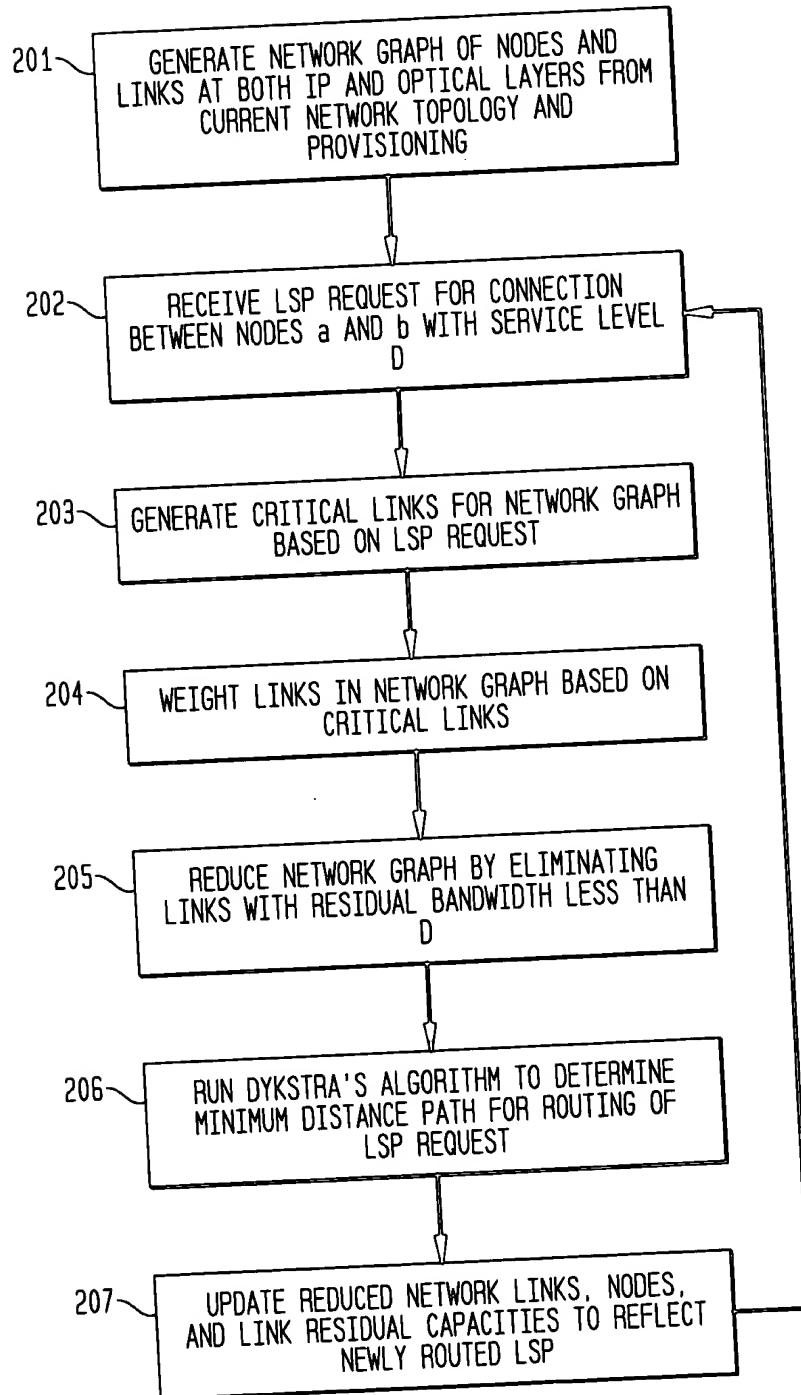 201
GENERATE NETWORK GRAPH OF NODES AND
LINKS AT BOTH IP AND OPTICAL LAYERS FROM
CURRENT NETWORK TOPOLOGY AND
PROVISIONING
202
RECEIVE LSP REQUEST FOR CONNECTION
BETWEEN NODES a AND b WITH SERVICE LEVEL
D
203
GENERATE CRITICAL LINKS FOR NETWORK GRAPH
BASED ON LSP REQUEST
204
WEIGHT LINKS IN NETWORK GRAPH BASED ON
CRITICAL LINKS
205
REDUCE NETWORK GRAPH BY ELIMINATING
LINKS WITH RESIDUAL BANDWIDTH LESS THAN
D
206
RUN DYKSTRA'S ALGORITHM TO DETERMINE
MINIMUM DISTANCE PATH FOR ROUTING OF
LSP REQUEST
207
UPDATE REDUCED NETWORK LINKS, NODES,
AND LINK RESIDUAL CAPACITIES TO REFLECT
NEWLY ROUTED LSP